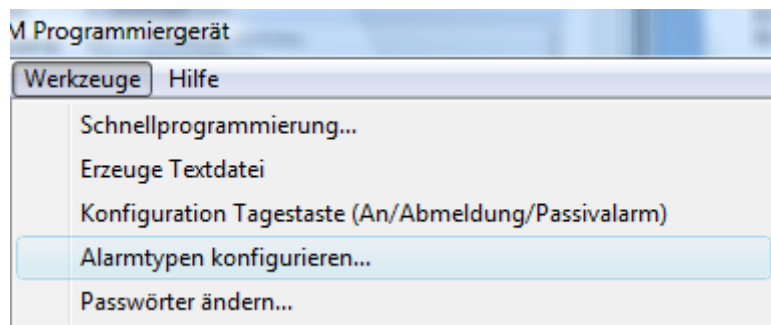 M Programmiergerät
Werkzeuge Hilfe
Schnellprogrammierung...
Erzeuge Textdatei
Konfiguration Tagestaste (An/Abmeldung/Passivalarm)
Alarmtypen konfigurieren...
Passwörter ändern...